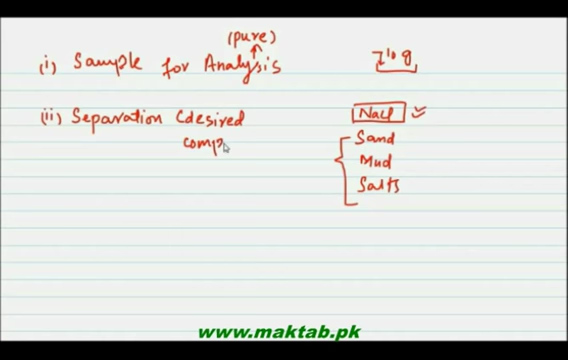 (pure)
(i) Sample for Analysis
(ii) Separation (desired
comp
NaCl
Sand
Mud
Salts
www.maktab.pk